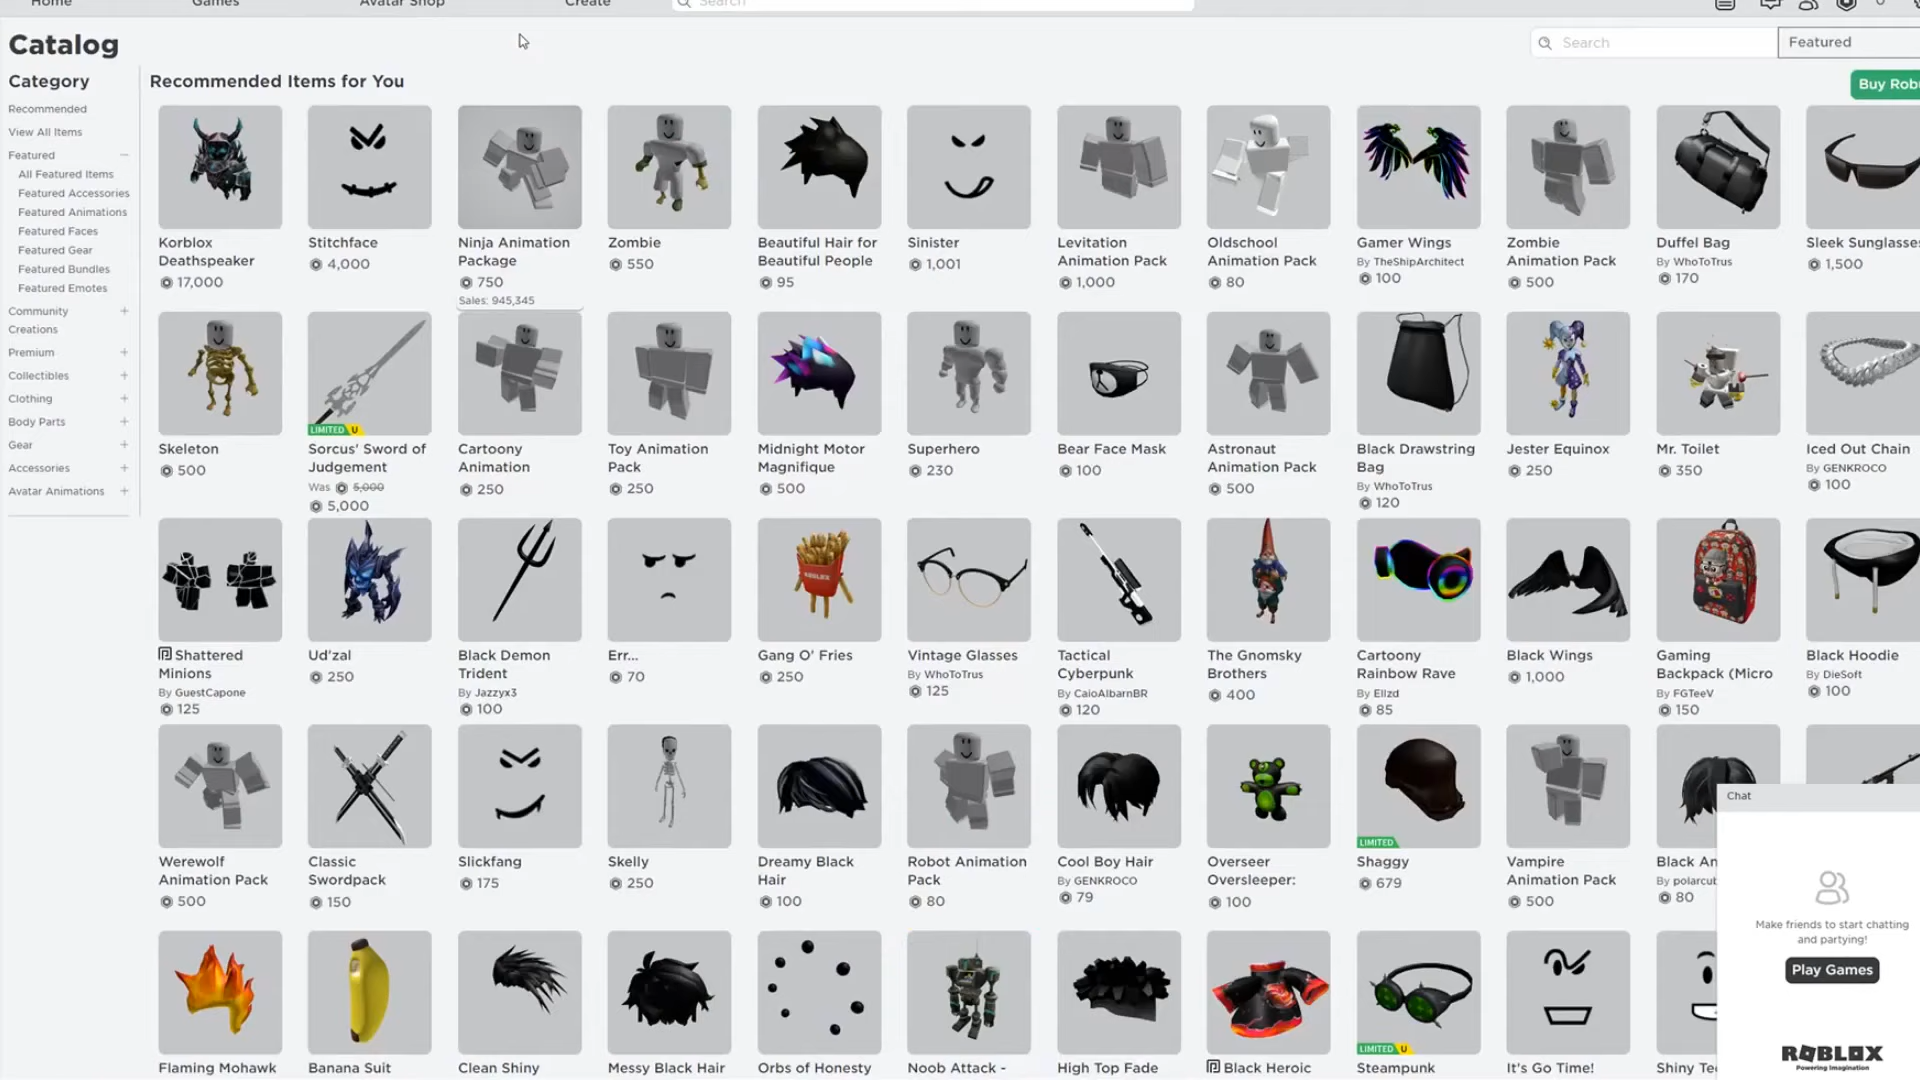 Home Games Avatar Shop Create Search
Catalog
Search
Featured
Category
Recommended
View All Items
Featured
All Featured Items
Featured Accessories
Featured Animations
Featured Faces
Featured Gear
Featured Bundles
Featured Emotes
Community
Creations
Premium
Collectibles
Clothing
Body Parts
Gear
Accessories
Avatar Animations
Recommended Items for You
Korblox
Deathspeaker
17,000
Stitchface
4,000
Ninja Animation
Package
750
Sales: 945,345
Zombie
550
Beautiful Hair for
Beautiful People
95
Sinister
1,001
Levitation
Animation Pack
1,000
Oldschool
Animation Pack
80
Gamer Wings
By TheShipArchitect
100
Zombie
Animation Pack
500
Duffel Bag
By WhoToTrus
170
Sleek Sunglasses
1,500
Skeleton
500
LIMITED U
Sorcus' Sword of
Judgement
Was 5,000
5,000
Cartoony
Animation
250
Toy Animation
Pack
250
Midnight Motor
Magnifique
500
Superhero
230
Bear Face Mask
100
Astronaut
Animation Pack
500
Black Drawstring
Bag
By WhoToTrus
120
Jester Equinox
250
Mr. Toilet
350
Iced Out Chain
By GENKROCO
100
Shattered
Minions
By GuestCapone
125
Ud'zal
250
Black Demon
Trident
By Jazzyx3
100
Err...
70
ROBLOX
Gang O' Fries
250
Vintage Glasses
By WhoToTrus
125
Tactical
Cyberpunk
By CaioAlbarnBR
120
The Gnomsky
Brothers
400
Cartoony
Rainbow Rave
By Ellzd
85
Black Wings
1,000
Gaming
Backpack (Micro
By FGTeeV
150
Black Hoodie
By DieSoft
100
Werewolf
Animation Pack
500
Classic
Swordpack
150
Slickfang
175
Skelly
250
Dreamy Black
Hair
100
Robot Animation
Pack
80
Cool Boy Hair
By GENKROCO
79
Overseer
Oversleeper:
100
LIMITED
Shaggy
679
Vampire
Animation Pack
500
Black An
By polarcub
80
Flaming Mohawk
Banana Suit
Clean Shiny
Messy Black Hair
Orbs of Honesty
Noob Attack -
High Top Fade
Black Heroic
LIMITED U
Steampunk
It's Go Time!
Shiny Te
Chat
Make friends to start chatting
and partying!
Play Games
ROBLOX
Powering Imagination